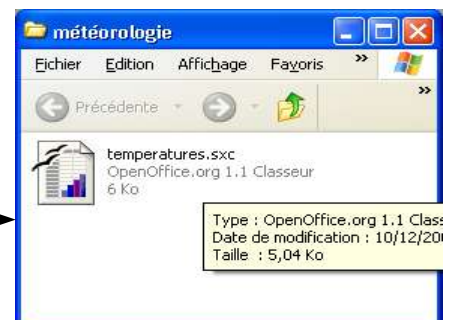 météorologie
Fichier Edition Affichage Favoris »
Précédente »
temperatures.sxc
OpenOffice.org 1.1 Classeur
6 Ko
Type : OpenOffice.org 1.1 Class
Date de modification : 10/12/20
Taille : 5,04 Ko